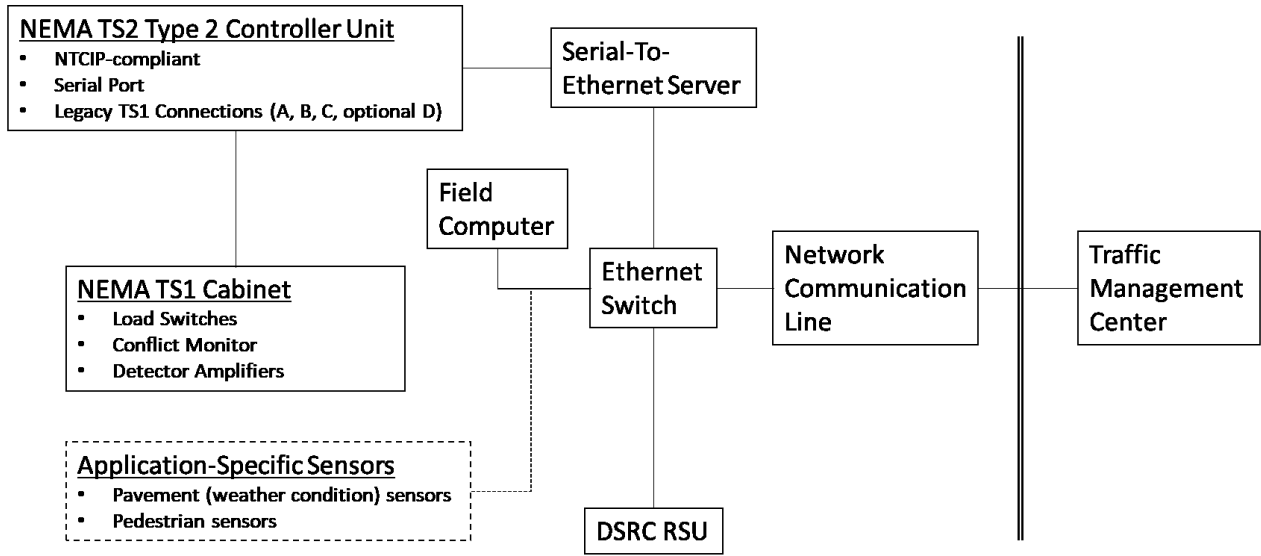 NEMA TS2 Type 2 Controller Unit
• NTCIP-compliant
• Serial Port
• Legacy TS1 Connections (A, B, C, optional D)
Serial-To-
Ethernet Server
Field
Computer
Ethernet
Switch
Network
Communication
Line
Traffic
Management
Center
NEMA TS1 Cabinet
• Load Switches
• Conflict Monitor
• Detector Amplifiers
Application-Specific Sensors
• Pavement (weather condition) sensors
• Pedestrian sensors
DSRC RSU